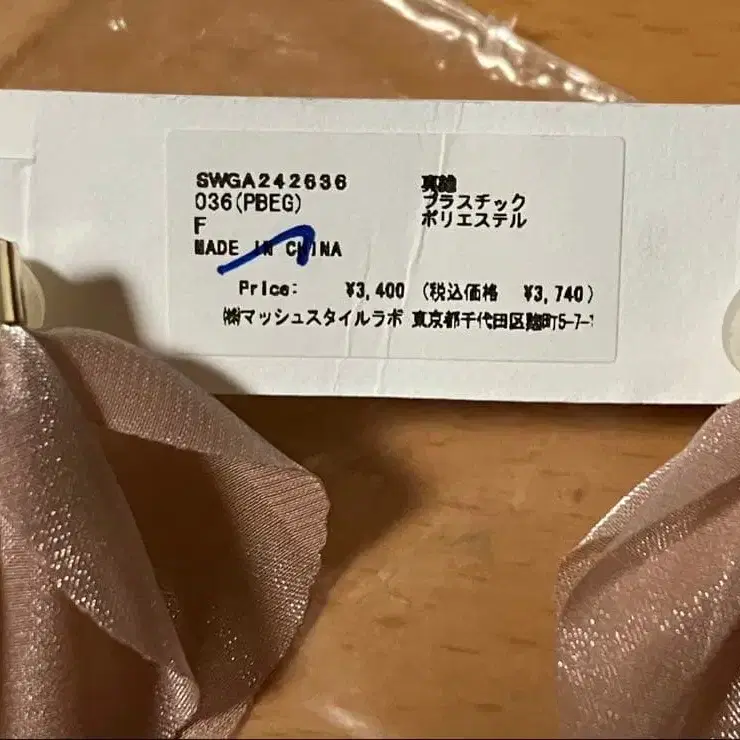 SWGA242636
036(PBEG)
F
MADE IN CHINA
真鍮
プラスチック
ポリエステル
Price: ¥3,400 (税込価格 ¥3,740)
㈱マッシュスタイルラボ 東京都千代田区麹町5-7-1